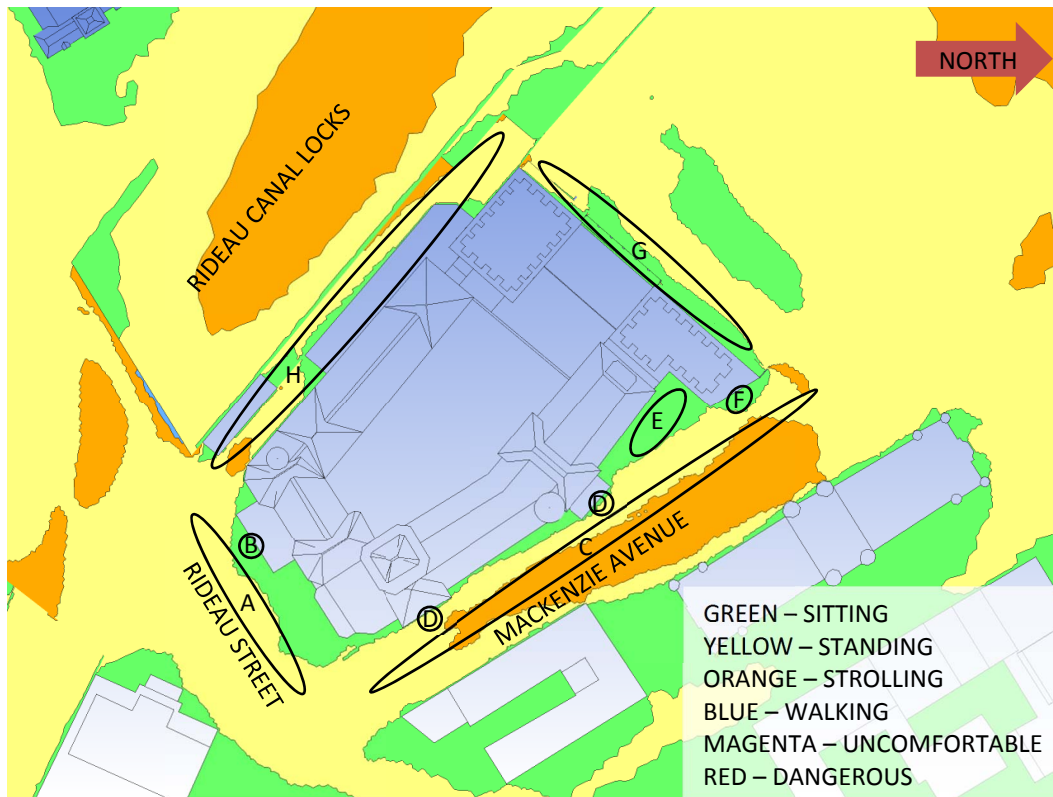 NORTH
RIDEAU CANAL LOCKS
G
H
E
F
D
C
B
A
D
MACKENZIE AVENUE
RIDEAU STREET
GREEN – SITTING
YELLOW – STANDING
ORANGE – STROLLING
BLUE – WALKING
MAGENTA – UNCOMFORTABLE
RED – DANGEROUS